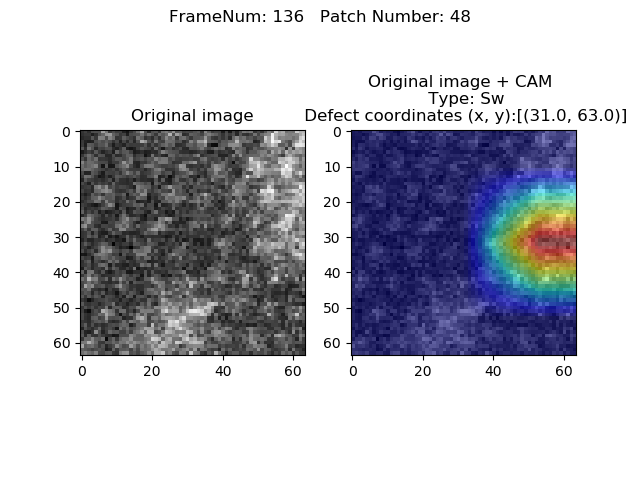 FrameNum: 136   Patch Number: 48
Original image
0
10
20
30
40
50
60
0 20 40 60
Original image + CAM
Type: Sw
Defect coordinates (x, y):[(31.0, 63.0)]
0
10
20
30
40
50
60
0 20 40 60